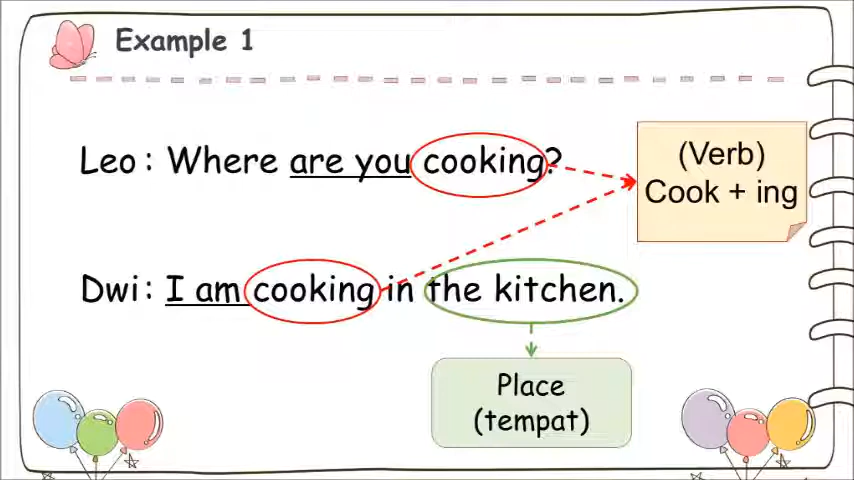 Example 1
Leo : Where are you cooking?
(Verb)
Cook + ing
Dwi : I am cooking in the kitchen.
Place
(tempat)